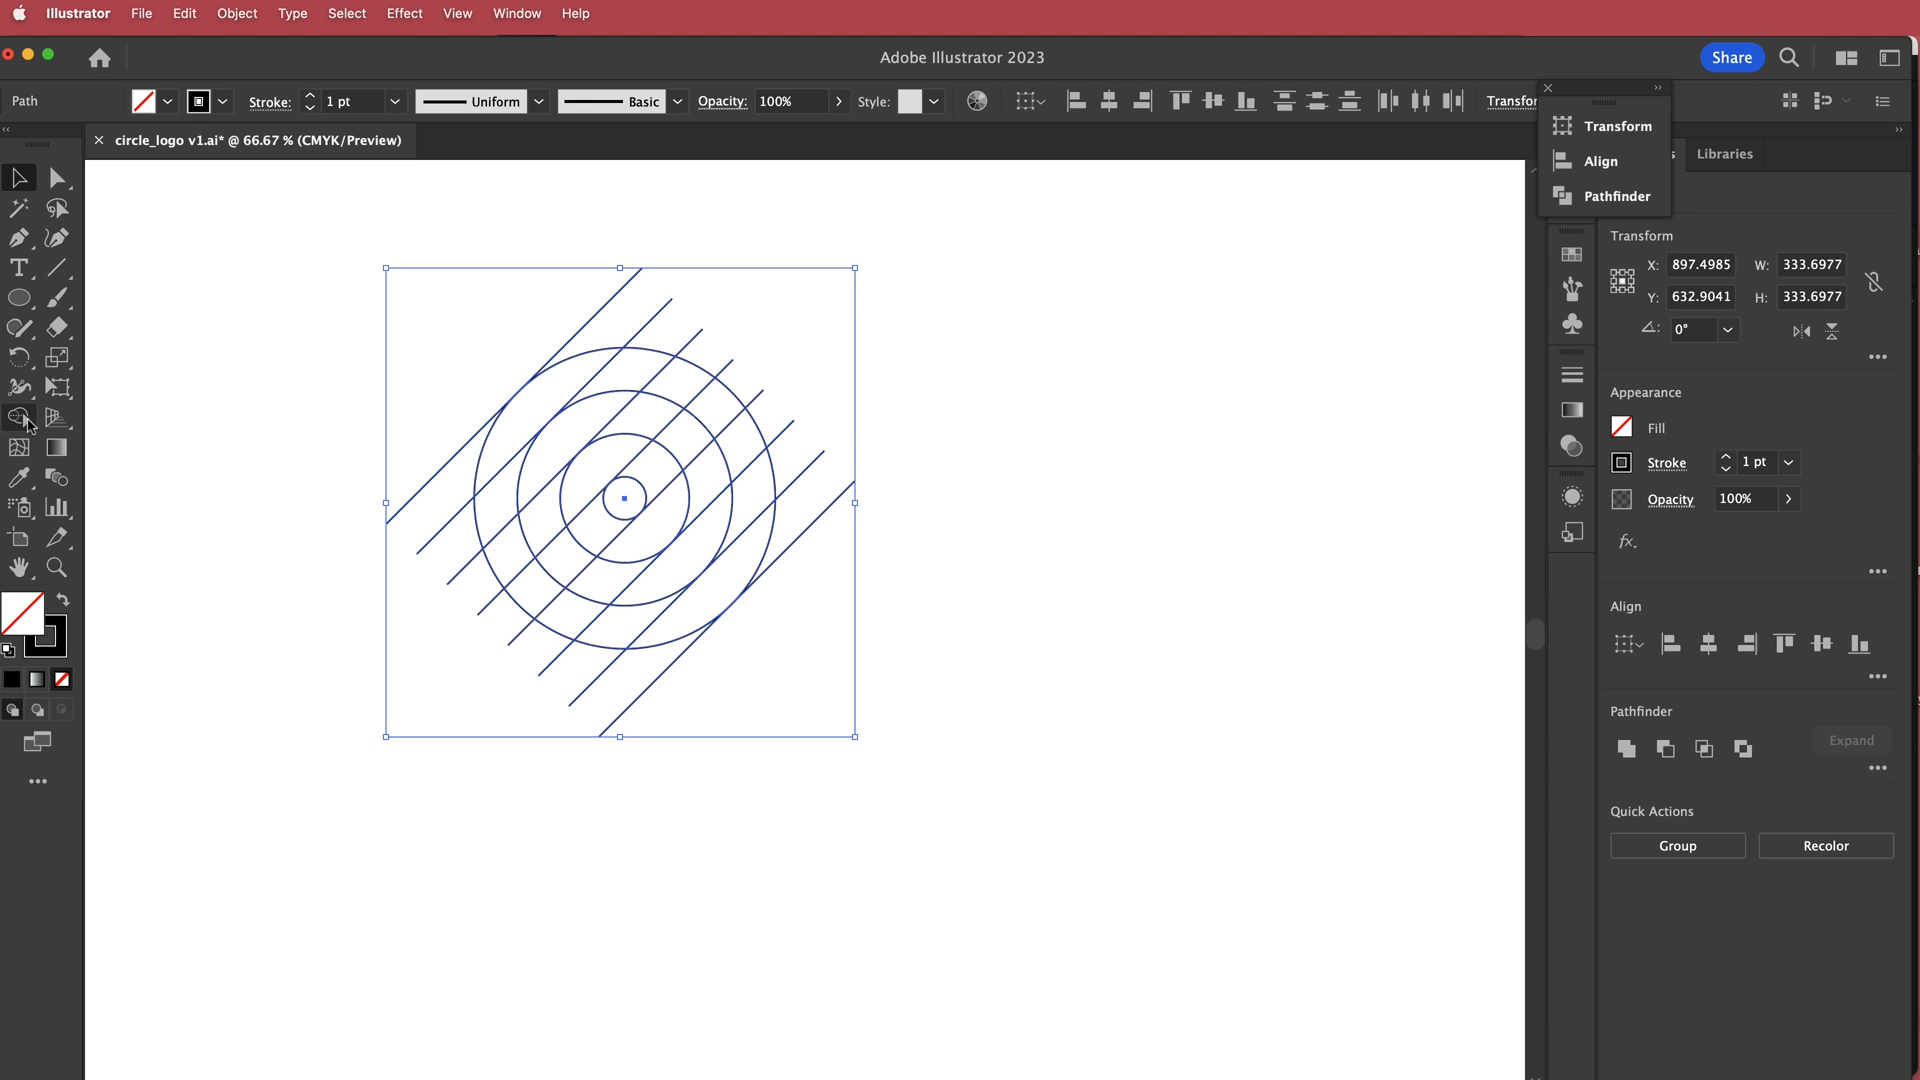 Illustrator File Edit Object Type Select Effect View Window Help
Adobe Illustrator 2023
Share
Path
Stroke: 1 pt
Uniform
Basic
Opacity: 100%
Style:
Transfor
× circle_logo v1.ai* @ 66.67 % (CMYK/Preview)
Transform
Align
Pathfinder
s
Libraries
Transform
X: 897.4985 W: 333.6977
Y: 632.9041 H: 333.6977
0°
Appearance
Fill
Stroke 1 pt
Opacity 100%
fx.
Align
Pathfinder
Expand
Quick Actions
Group Recolor